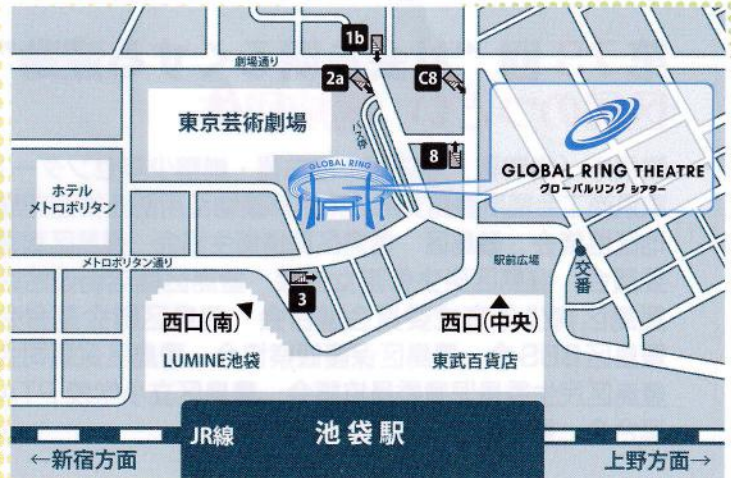 1b
劇場通り
2a
C8
東京芸術劇場
バス停
8
GLOBAL RING
GLOBAL RING THEATRE
グローバルリング シアター
ホテル
メトロポリタン
メトロポリタン通り
駅前広場
交番
3
西口(南)
LUMINE池袋
西口(中央)
東武百貨店
JR線
池袋駅
←新宿方面
上野方面→